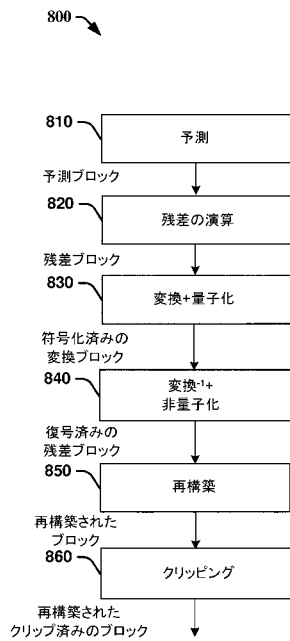 800
810
予測
予測ブロック
820
残差の演算
残差ブロック
830
変換+量子化
符号化済みの
変換ブロック
840
変換⁻¹+
非量子化
復号済みの
残差ブロック
850
再構築
再構築された
ブロック
860
クリッピング
再構築された
クリップ済みのブロック